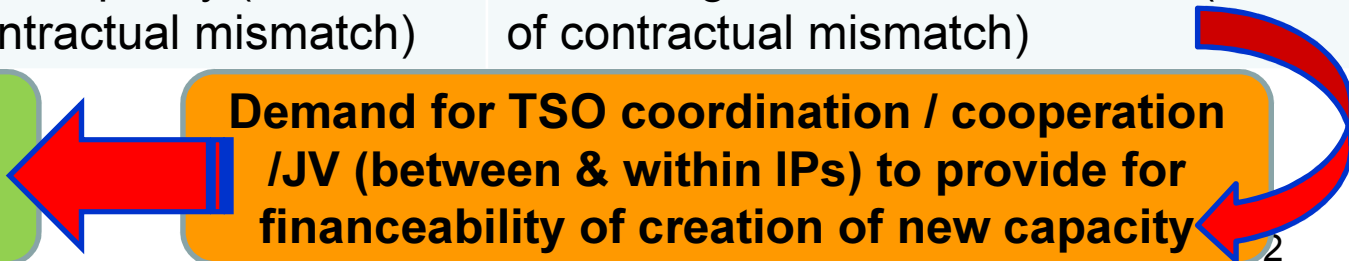 ntractual mismatch) of contractual mismatch)
Demand for TSO coordination / cooperation
/JV (between & within IPs) to provide for
financeability of creation of new capacity
2